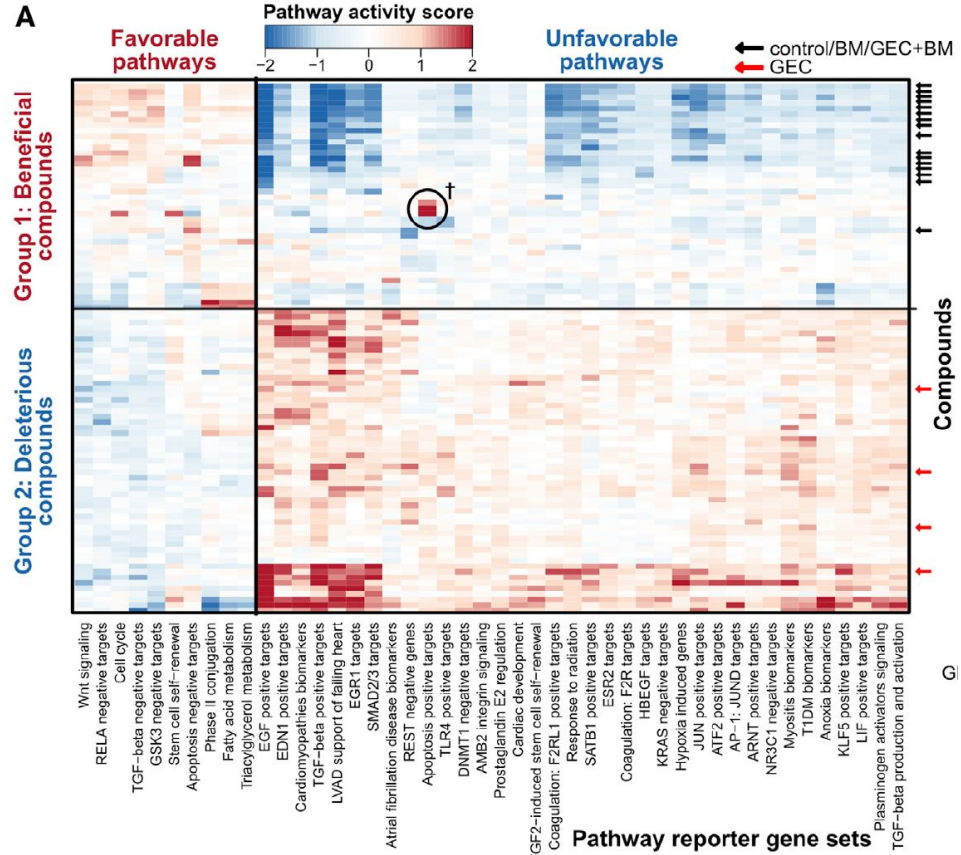 A
Pathway activity score
Favorable
pathways
−2 −1 0 1 2
Unfavorable
pathways
control/BM/GEC+BM
GEC
Group 1: Beneficial
compounds
†
Group 2: Deleterious
compounds
Compounds
Wnt signaling
RELA negative targets
Cell cycle
TGF−beta negative targets
GSK3 negative targets
Stem cell self−renewal
Apoptosis negative targets
Phase II conjugation
Fatty acid metabolism
Triacylglycerol metabolism
EGF positive targets
EDN1 positive targets
Cardiomyopathies biomarkers
TGF−beta positive targets
LVAD support of failing heart
EGR1 targets
SMAD2/3 targets
Atrial fibrillation disease biomarkers
REST negative genes
Apoptosis positive targets
TLR4 positive targets
DNMT1 negative targets
AMB2 integrin signaling
Prostaglandin E2 regulation
Cardiac development
GF2−induced stem cell self−renewal
Coagulation: F2RL1 positive targets
Response to radiation
SATB1 positive targets
ESR2 targets
Coagulation: F2R targets
HBEGF targets
KRAS negative targets
Hypoxia induced genes
JUN positive targets
ATF2 positive targets
AP−1: JUND targets
ARNT positive targets
NR3C1 negative targets
Myositis biomarkers
T1DM biomarkers
Anoxia biomarkers
KLF5 positive targets
LIF positive targets
Plasminogen activators signaling
TGF−beta production and activation
Pathway reporter gene sets